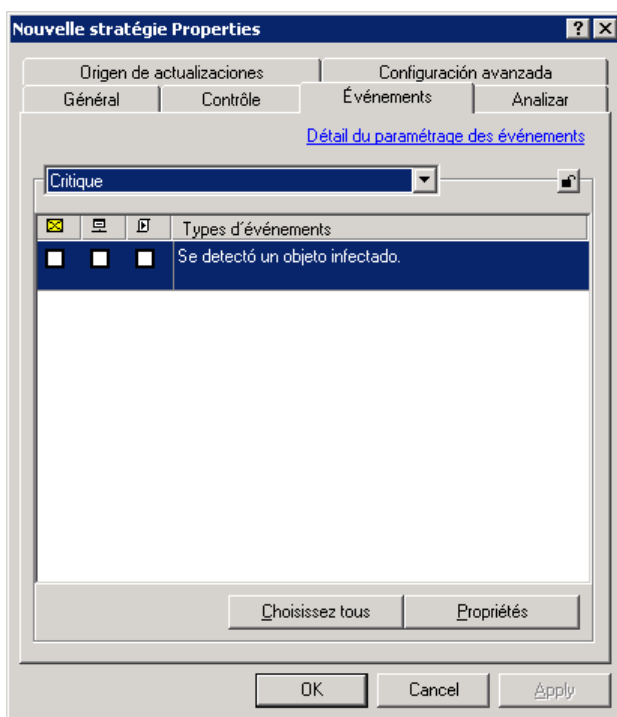 Nouvelle stratégie Properties
Origen de actualizaciones
Configuración avanzada
Général
Contrôle
Événements
Analizar
Détail du paramétrage des événements
Critique
Types d'événements
Se detectó un objeto infectado.
Choisissez tous
Propriétés
OK
Cancel
Apply